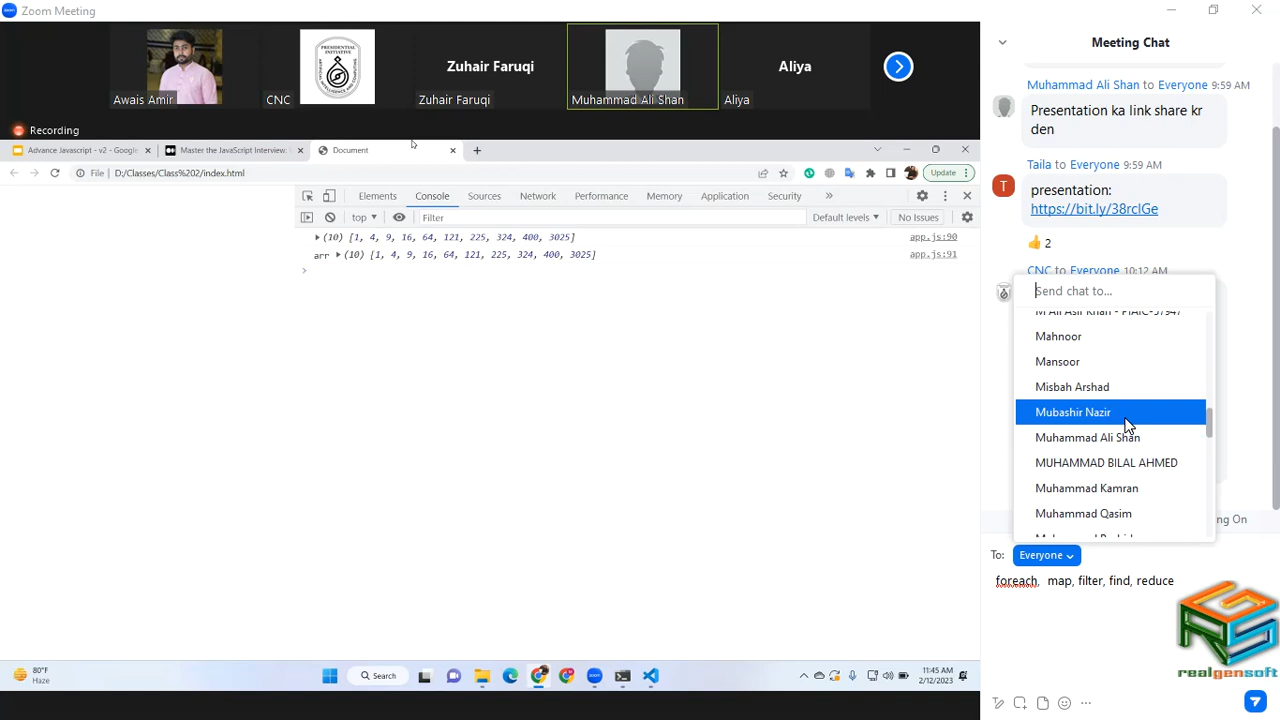 Zoom Meeting
Awais Amir
PRESIDENTIAL INITIATIVE
CNC
Zuhair Faruqi
Zuhair Faruqi
Muhammad Ali Shan
Aliya
Aliya
Recording
Advance Javascript - v2 - Google
Master the JavaScript Interview:
Document
File
D:/Classes/Class%202/index.html
Update
Elements
Console
Sources
Network
Performance
Memory
Application
Security
top
Filter
Default levels
No Issues
(10) [1, 4, 9, 16, 64, 121, 225, 324, 400, 3025]
app.js:90
arr (10) [1, 4, 9, 16, 64, 121, 225, 324, 400, 3025]
app.js:91
80°F
Haze
Search
11:45 AM
2/12/2023
Meeting Chat
Muhammad Ali Shan to Everyone 9:59 AM
Presentation ka link share kr
den
Taila to Everyone 9:59 AM
T
presentation:
https://bit.ly/38rclGe
2
CNC to Everyone 10:12 AM
Send chat to...
Mahnoor
Mansoor
Misbah Arshad
Mubashir Nazir
Muhammad Ali Shan
MUHAMMAD BILAL AHMED
Muhammad Kamran
Muhammad Qasim
ng On
To: Everyone
foreach, map, filter, find, reduce
realgensoft